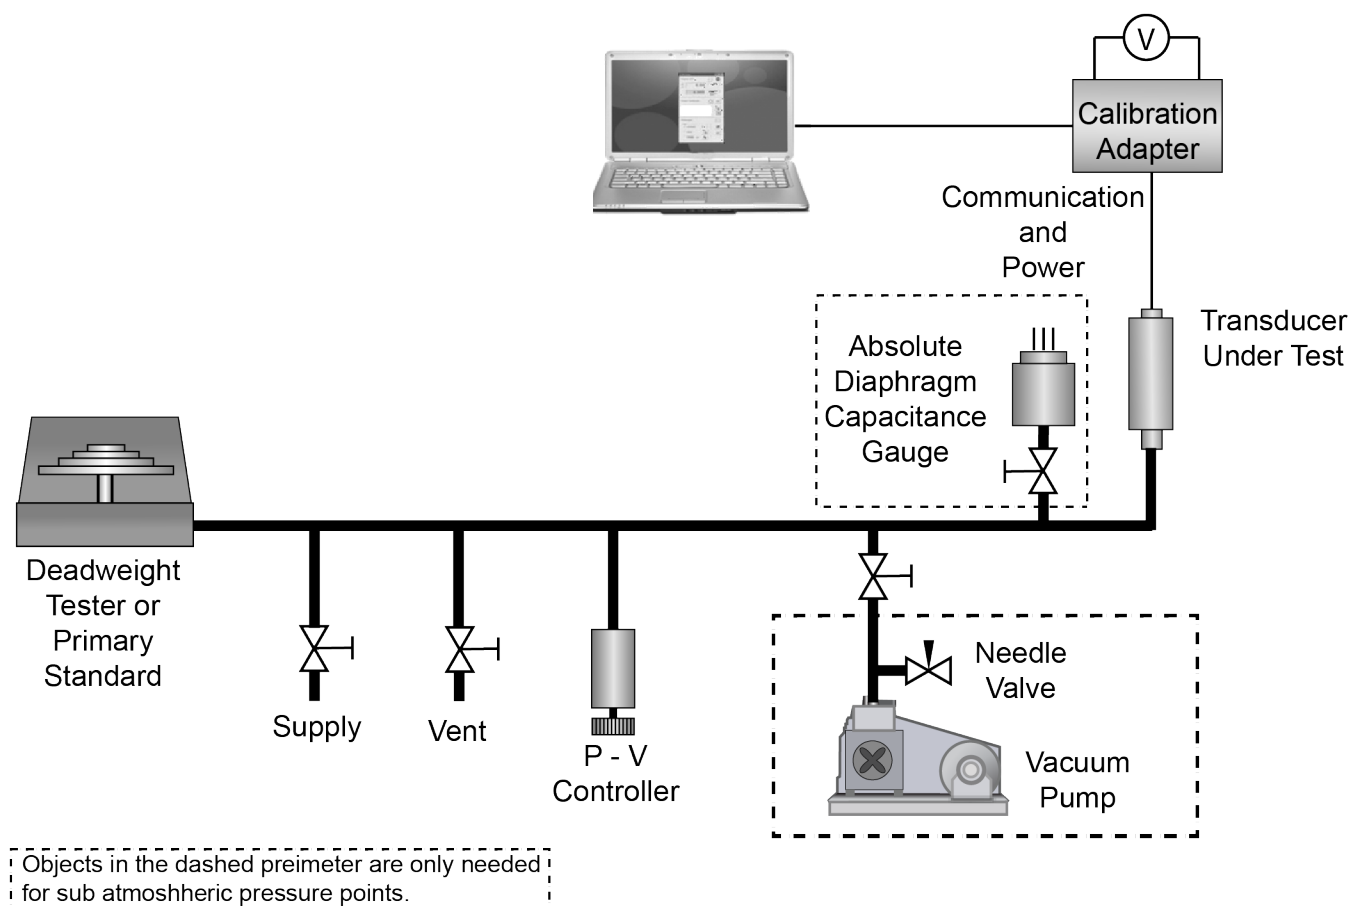 V
Calibration
Adapter
Communication
and
Power
Transducer
Under Test
Absolute
Diaphragm
Capacitance
Gauge
Deadweight
Tester or
Primary
Standard
Supply
Vent
P - V
Controller
Needle
Valve
Vacuum
Pump
Objects in the dashed preimeter are only needed
for sub atmoshheric pressure points.